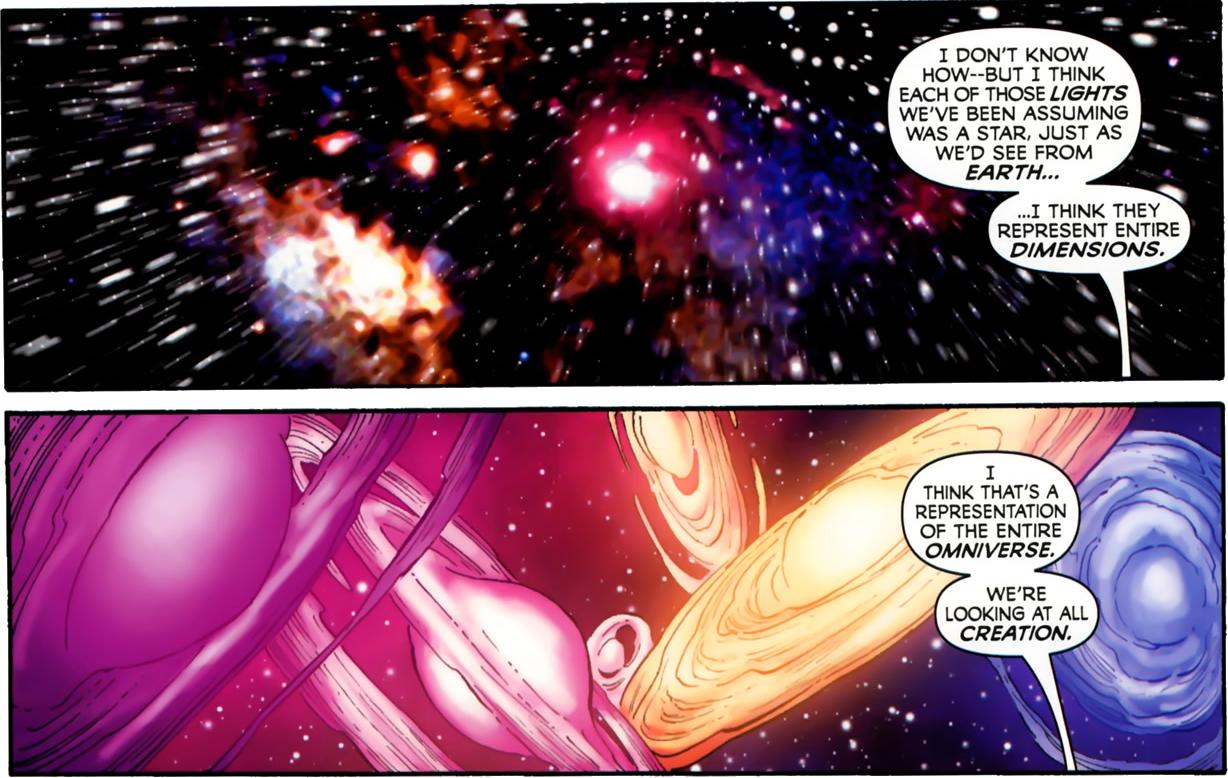 I DON'T KNOW
HOW--BUT I THINK
EACH OF THOSE LIGHTS
WE'VE BEEN ASSUMING
WAS A STAR, JUST AS
WE'D SEE FROM
EARTH...
...I THINK THEY
REPRESENT ENTIRE
DIMENSIONS.
I
THINK THAT'S A
REPRESENTATION
OF THE ENTIRE
OMNIVERSE.
WE'RE
LOOKING AT ALL
CREATION.